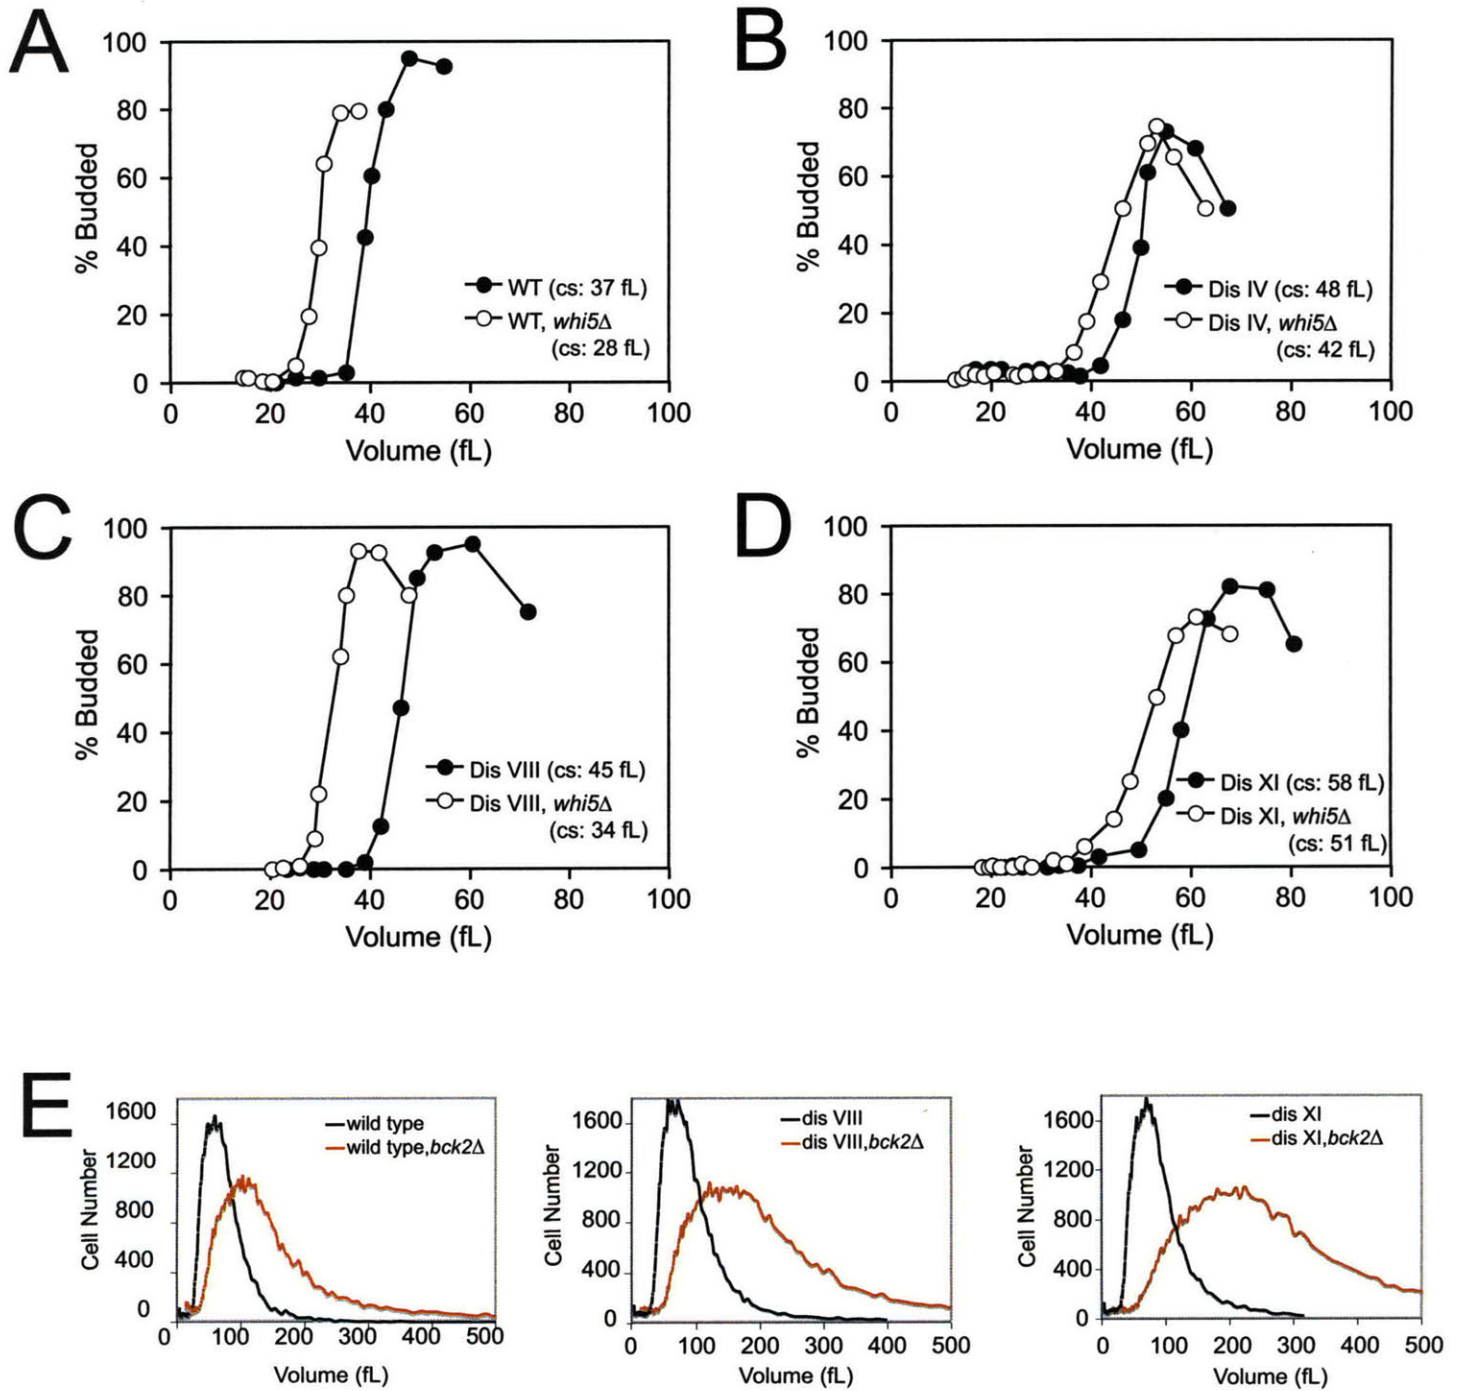 A
100
80
60
40
20
0
% Budded
WT (cs: 37 fL)
WT, whi5Δ
(cs: 28 fL)
0 20 40 60 80 100
Volume (fL)
B
100
80
60
40
20
0
% Budded
Dis IV (cs: 48 fL)
Dis IV, whi5Δ
(cs: 42 fL)
0 20 40 60 80 100
Volume (fL)
C
100
80
60
40
20
0
% Budded
Dis VIII (cs: 45 fL)
Dis VIII, whi5Δ
(cs: 34 fL)
0 20 40 60 80 100
Volume (fL)
D
100
80
60
40
20
0
% Budded
Dis XI (cs: 58 fL)
Dis XI, whi5Δ
(cs: 51 fL)
0 20 40 60 80 100
Volume (fL)
E
1600
1200
800
400
0
Cell Number
wild type
wild type,bck2Δ
0 100 200 300 400 500
Volume (fL)
1600
1200
800
400
0
Cell Number
dis VIII
dis VIII,bck2Δ
0 100 200 300 400 500
Volume (fL)
1600
1200
800
400
0
Cell Number
dis XI
dis XI,bck2Δ
0 100 200 300 400 500
Volume (fL)